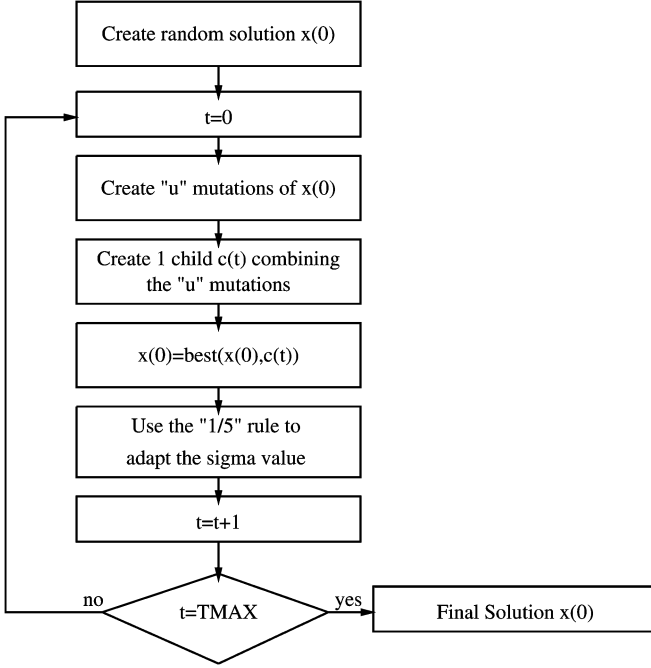 Create random solution x(0)
t=0
Create "u" mutations of x(0)
Create 1 child c(t) combining
the "u" mutations
x(0)=best(x(0),c(t))
Use the "1/5" rule to
adapt the sigma value
t=t+1
no
t=TMAX
yes
Final Solution x(0)